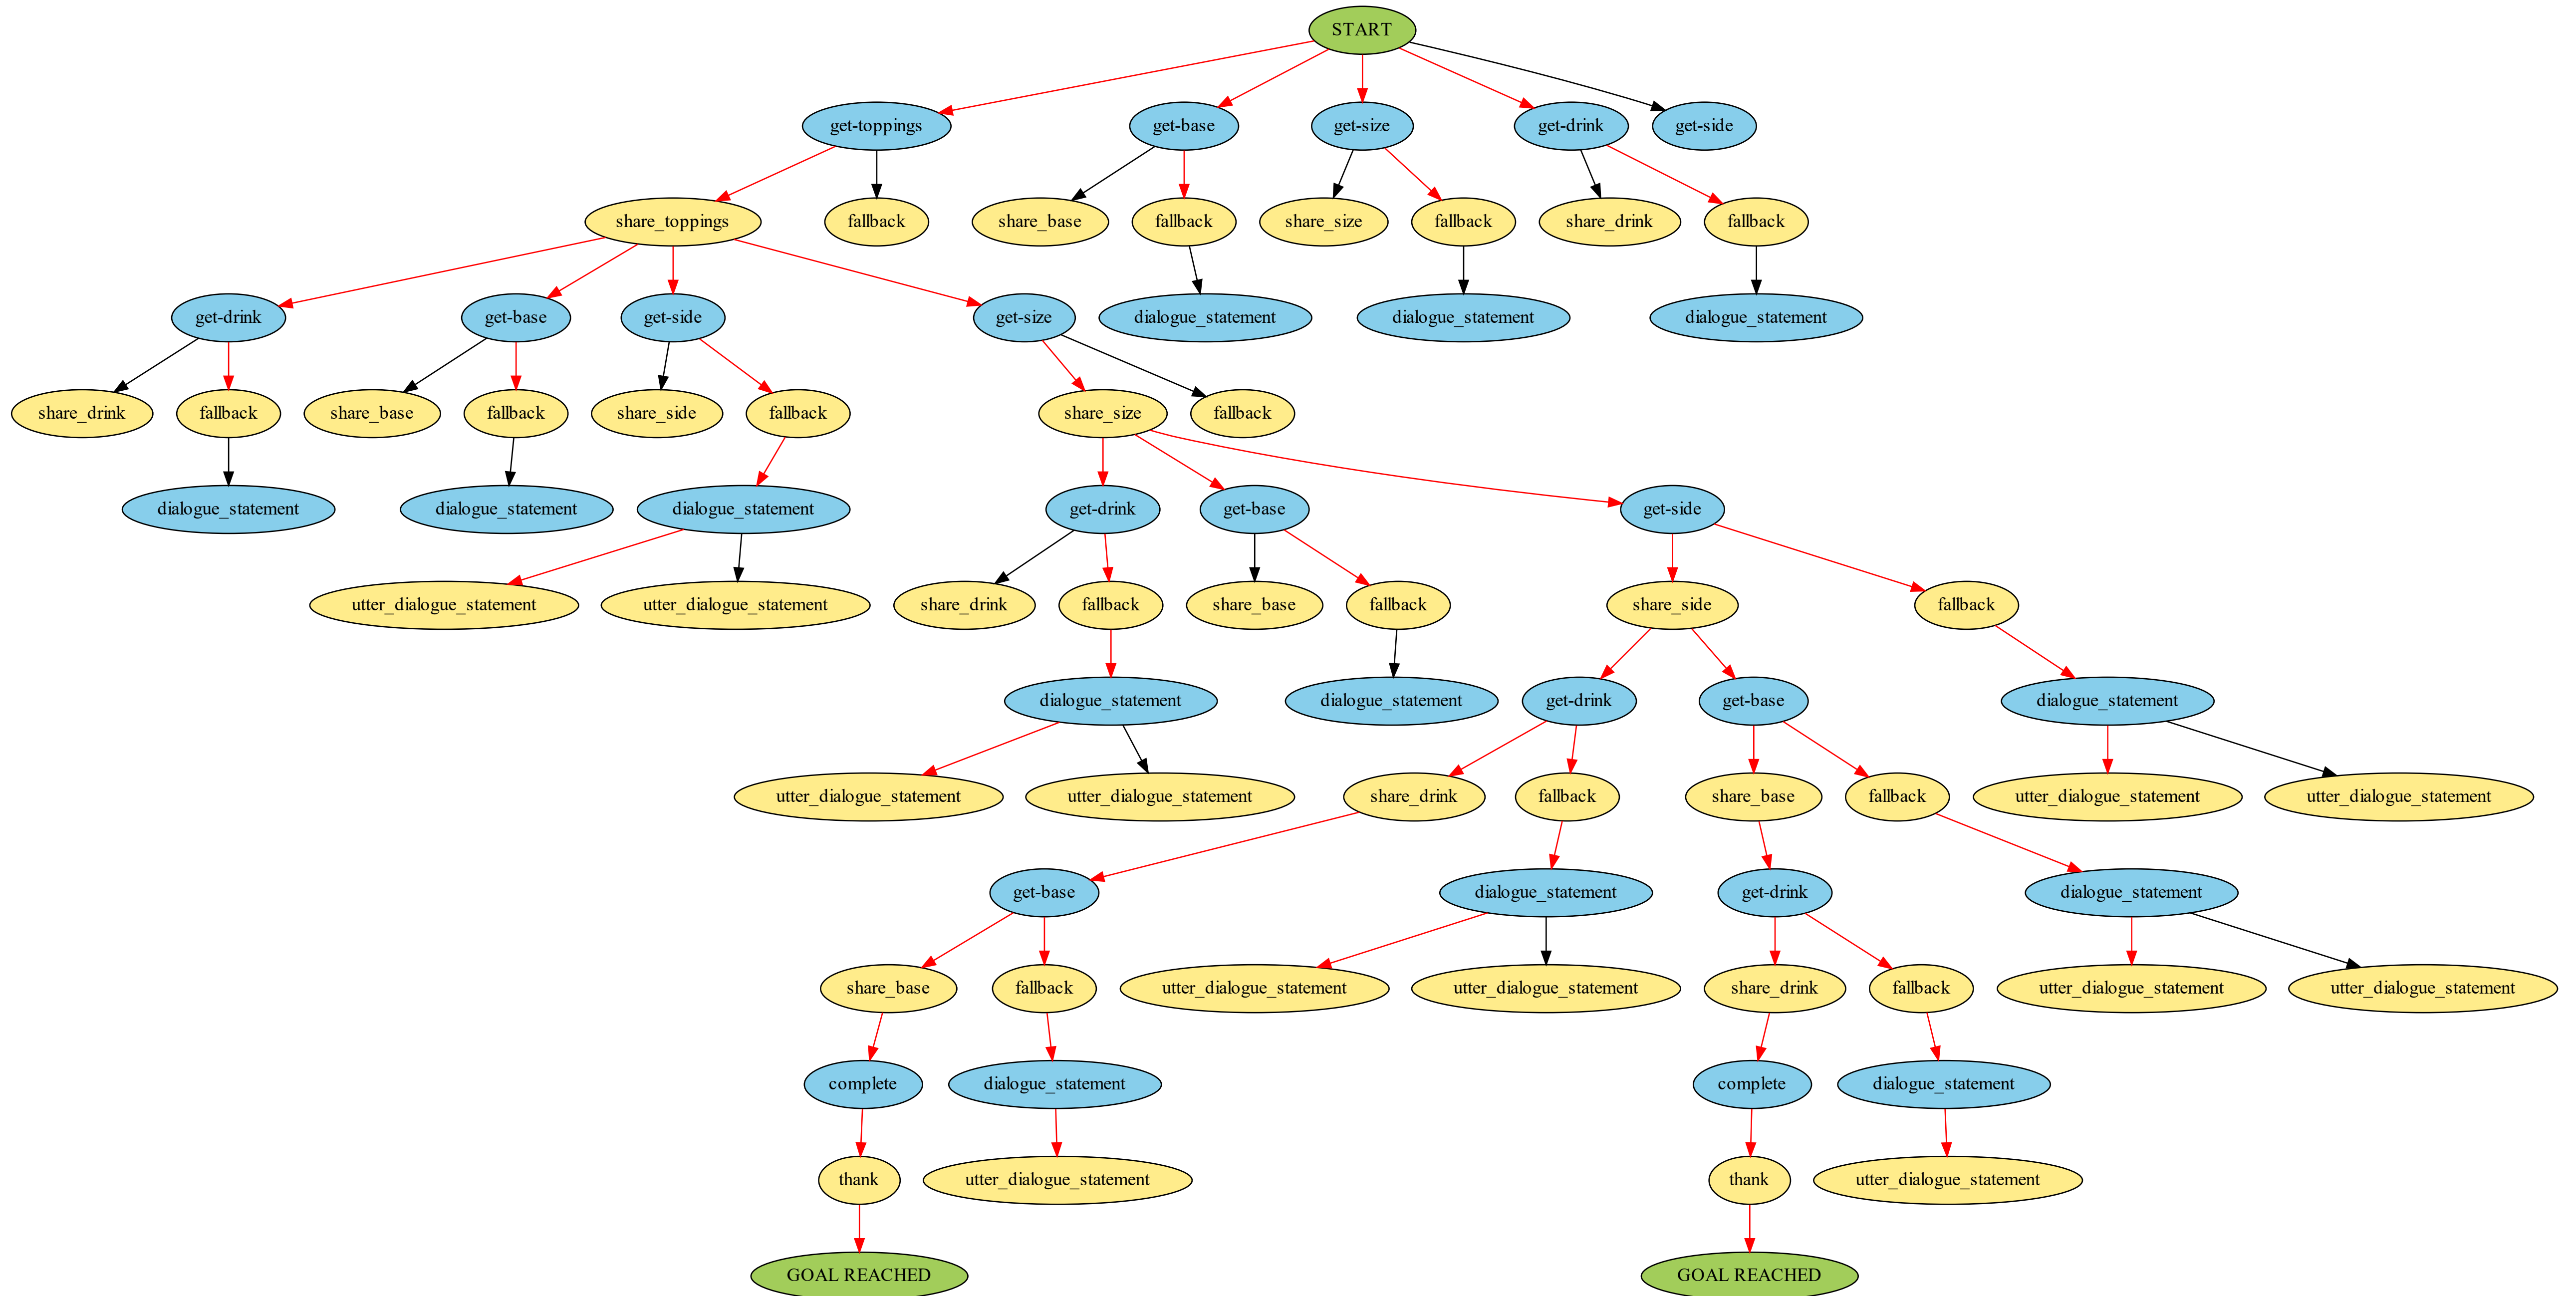 START
get-toppings
get-base
get-size
get-drink
get-side
share_toppings
fallback
share_base
fallback
share_size
fallback
share_drink
fallback
get-drink
get-base
get-side
get-size
dialogue_statement
dialogue_statement
dialogue_statement
share_drink
fallback
share_base
fallback
share_side
fallback
share_size
fallback
dialogue_statement
dialogue_statement
dialogue_statement
get-drink
get-base
get-side
utter_dialogue_statement
utter_dialogue_statement
share_drink
fallback
share_base
fallback
share_side
fallback
dialogue_statement
dialogue_statement
get-drink
get-base
dialogue_statement
utter_dialogue_statement
utter_dialogue_statement
share_drink
fallback
share_base
fallback
utter_dialogue_statement
utter_dialogue_statement
get-base
dialogue_statement
get-drink
dialogue_statement
share_base
fallback
utter_dialogue_statement
utter_dialogue_statement
share_drink
fallback
utter_dialogue_statement
utter_dialogue_statement
complete
dialogue_statement
complete
dialogue_statement
thank
utter_dialogue_statement
thank
utter_dialogue_statement
GOAL REACHED
GOAL REACHED